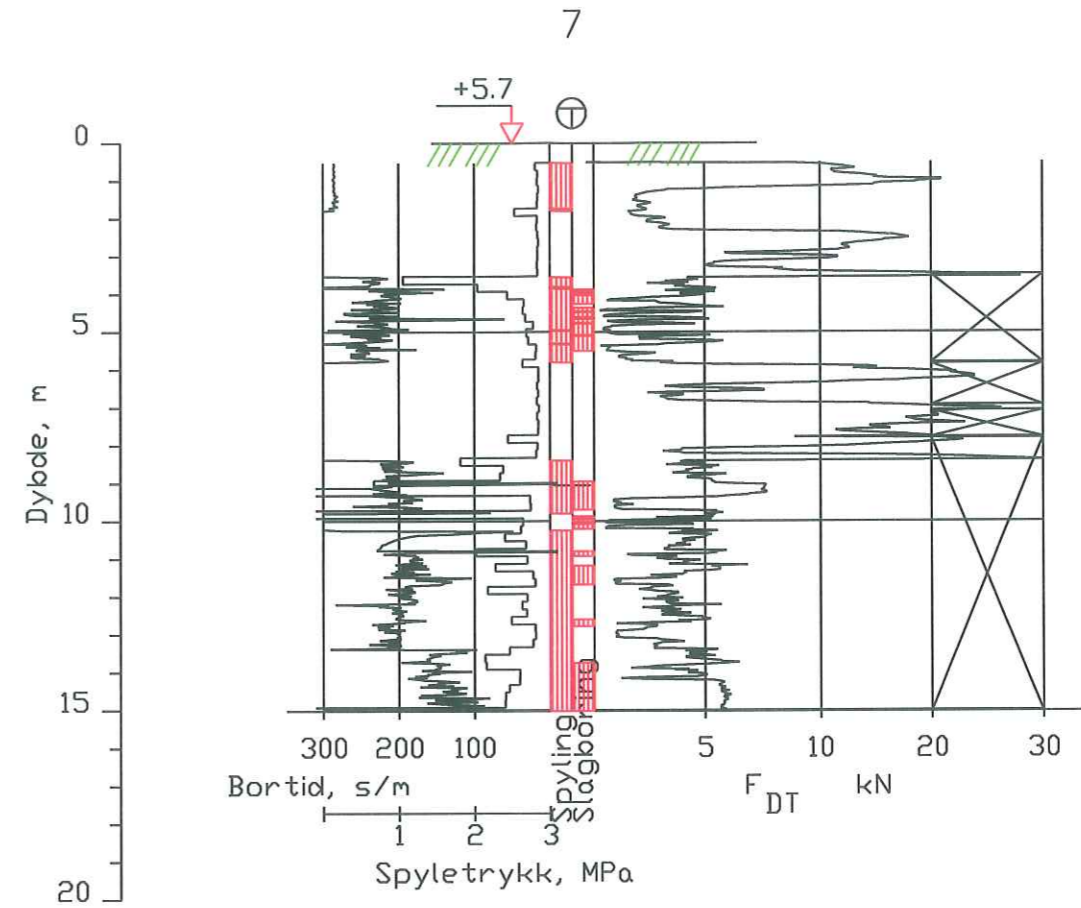 7
+5.7
T
0
5
10
15
20
Dybde, m
300 200 100
Bortid, s/m
1 2 3
Spyletrykk, MPa
Spyling
Slagboring
5 10 20 30
F DT kN